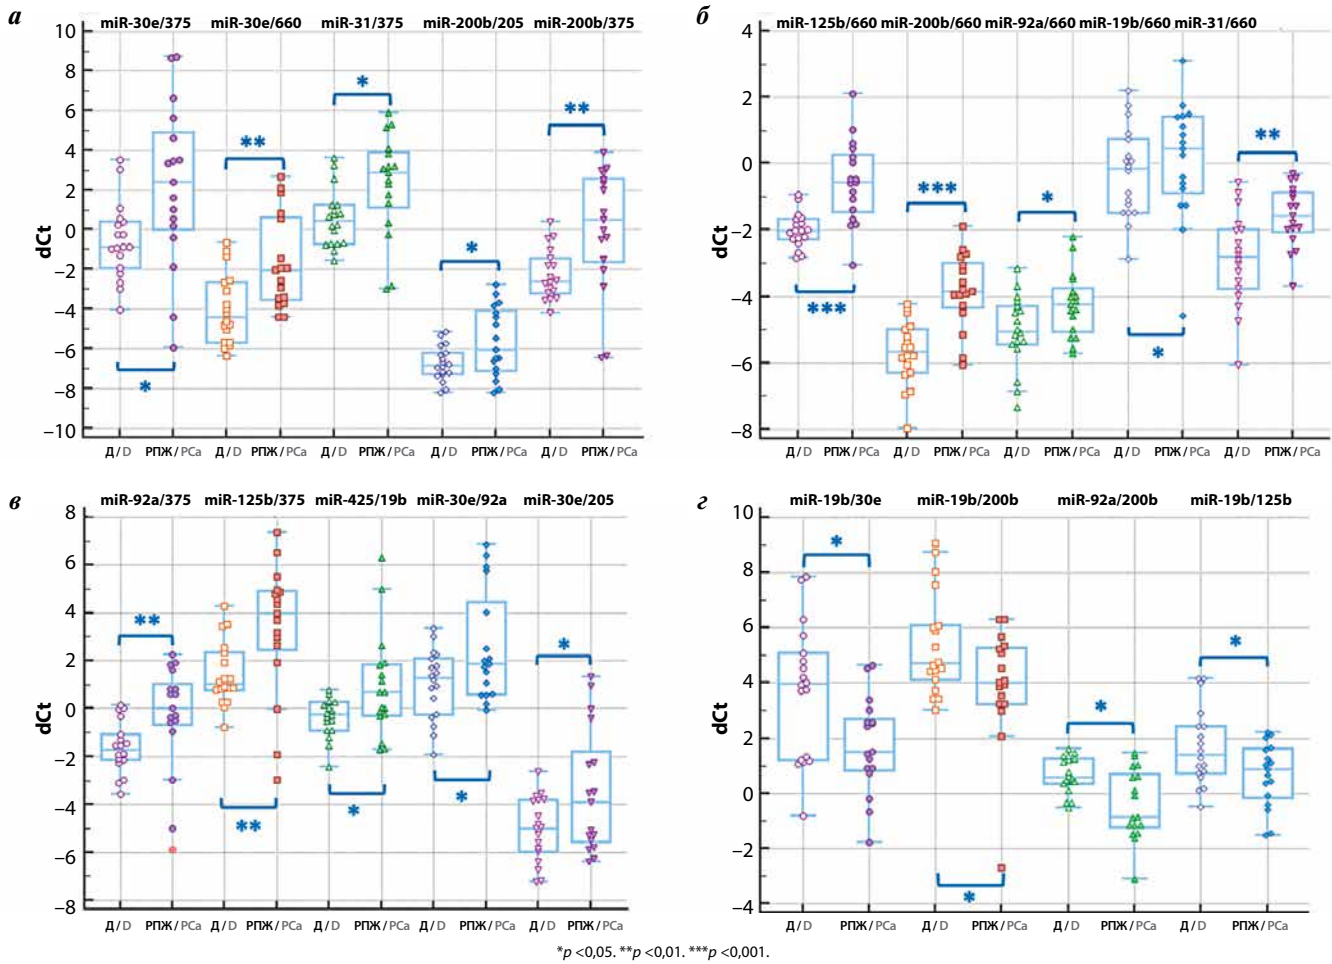 а
miR-30e/375 miR-30e/660 miR-31/375 miR-200b/205 miR-200b/375
10
8
6
4
2
0
−2
−4
−6
−8
−10
dCt
* ** * * **
Д / D РПЖ / PCa Д / D РПЖ / PCa Д / D РПЖ / PCa Д / D РПЖ / PCa Д / D РПЖ / PCa
б
miR-125b/660 miR-200b/660 miR-92a/660 miR-19b/660 miR-31/660
4
2
0
−2
−4
−6
−8
dCt
*** *** * * **
Д / D РПЖ / PCa Д / D РПЖ / PCa Д / D РПЖ / PCa Д / D РПЖ / PCa Д / D РПЖ / PCa
в
miR-92a/375 miR-125b/375 miR-425/19b miR-30e/92a miR-30e/205
8
6
4
2
0
−2
−4
−6
−8
dCt
** ** * * *
Д / D РПЖ / PCa Д / D РПЖ / PCa Д / D РПЖ / PCa Д / D РПЖ / PCa Д / D РПЖ / PCa
г
miR-19b/30e miR-19b/200b miR-92a/200b miR-19b/125b
10
8
6
4
2
0
−2
−4
dCt
* * * *
Д / D РПЖ / PCa Д / D РПЖ / PCa Д / D РПЖ / PCa Д / D РПЖ / PCa
*p <0,05. **p <0,01. ***p <0,001.